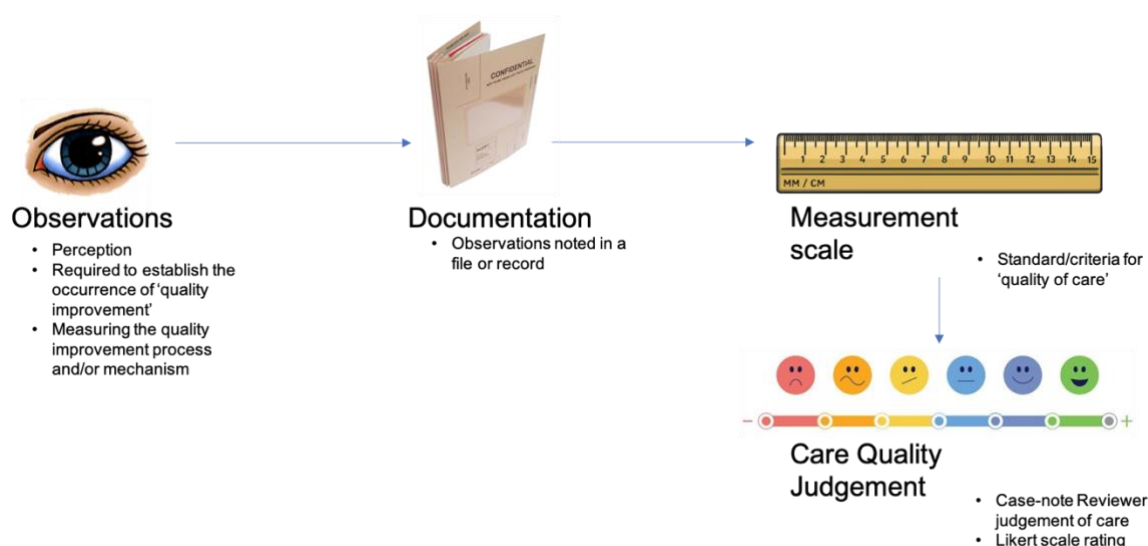 CONFIDENTIAL
Observations
• Perception
• Required to establish the
occurrence of ‘quality
improvement’
• Measuring the quality
improvement process
and/or mechanism
Documentation
• Observations noted in a
file or record
1 2 3 4 5 6 7 8 9 10 11 12 13 14 15
MM / CM
Measurement
scale
• Standard/criteria for
‘quality of care’
− +
Care Quality
Judgement
• Case-note Reviewer
judgement of care
• Likert scale rating